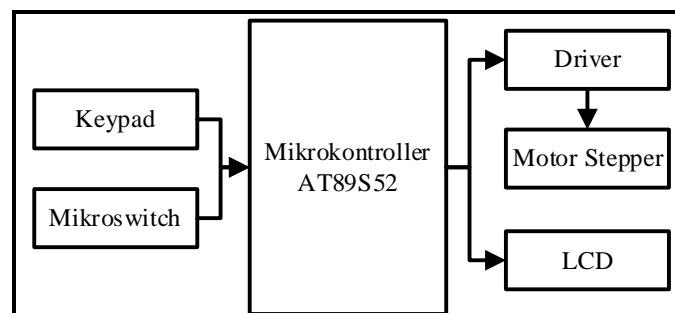 Keypad
Mikroswitch
Mikrokontroller
AT89S52
Driver
Motor Stepper
LCD